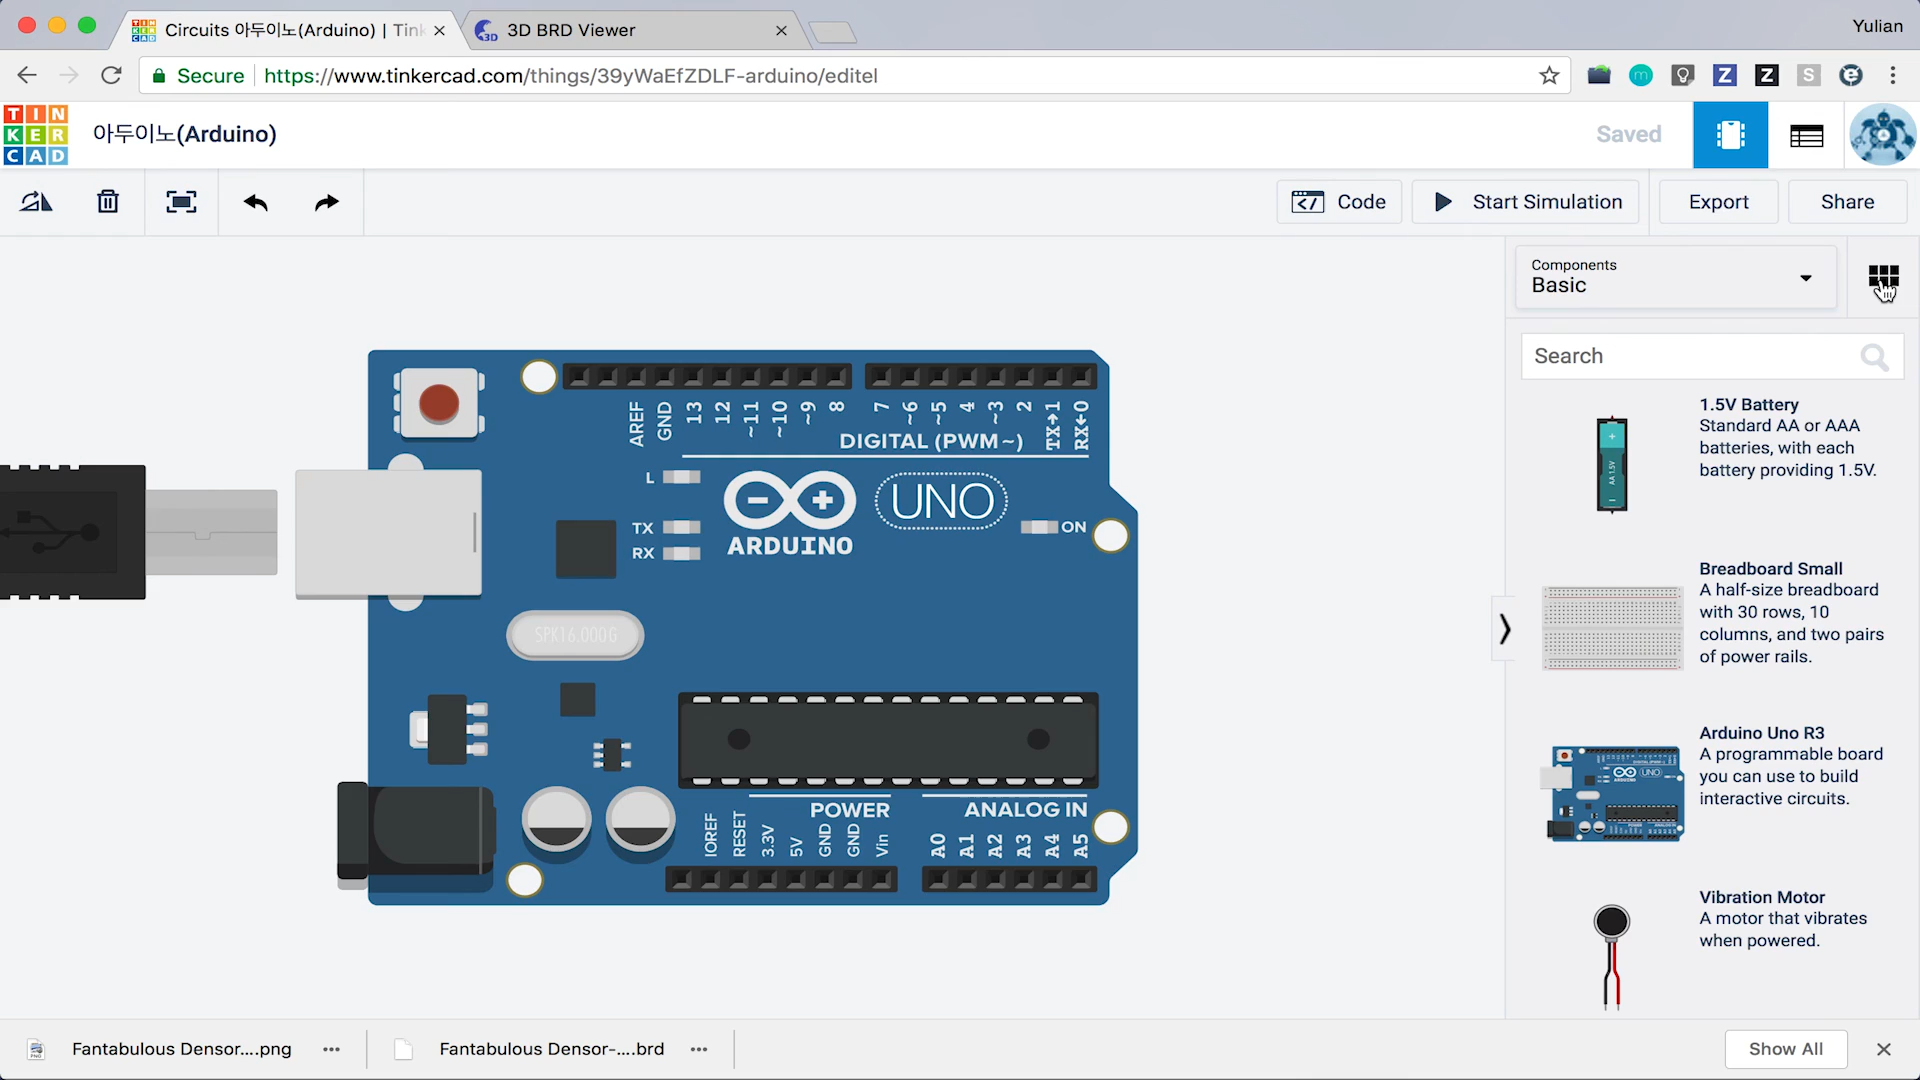 Circuits 아두이노(Arduino) | Tink
3D BRD Viewer
Yulian
Secure https://www.tinkercad.com/things/39yWaEfZDLF-arduino/editel
TIN
KER
CAD
아두이노(Arduino)
Saved
Code
Start Simulation
Export
Share
Components
Basic
Search
AREF GND 13 12 ~11 ~10 ~9 8 7 ~6 ~5 4 ~3 2 TX→1 RX←0
DIGITAL (PWM~)
L
TX
RX
ARDUINO
UNO
ON
SPK16.000G
POWER
ANALOG IN
IOREF RESET 3.3V 5V GND GND Vin A0 A1 A2 A3 A4 A5
1.5V Battery
Standard AA or AAA
batteries, with each
battery providing 1.5V.
AA 1.5V
Breadboard Small
A half-size breadboard
with 30 rows, 10
columns, and two pairs
of power rails.
Arduino Uno R3
A programmable board
you can use to build
interactive circuits.
Vibration Motor
A motor that vibrates
when powered.
Fantabulous Densor....png
Fantabulous Densor-....brd
Show All